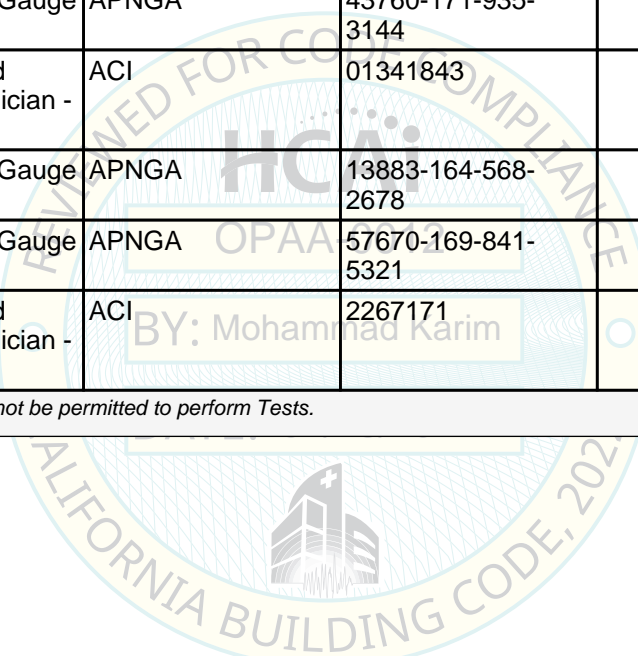 Gauge APNGA 43760-171-935-
3144
ACI 01341843
ician -
Gauge APNGA 13883-164-568-
2678
Gauge APNGA 57670-169-841-
5321
ACI 2267171
ician -
not be permitted to perform Tests.
REVIEWED FOR CODE COMPLIANCE
HCAi
OPAA
BY: Mohammad Karim
CALIFORNIA BUILDING CODE, 202